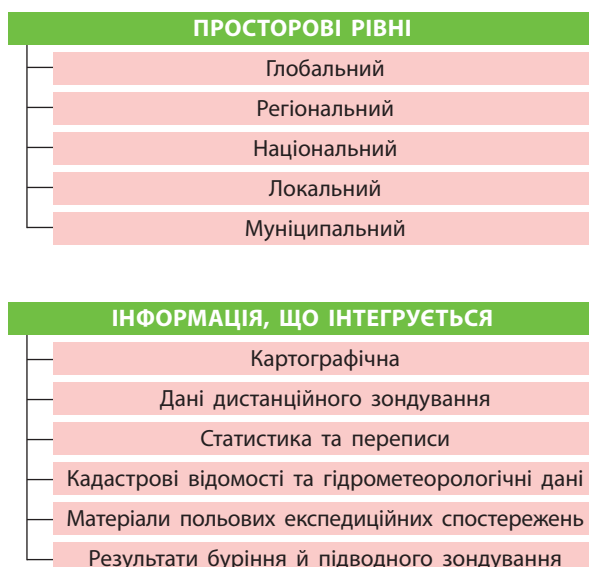 ПРОСТОРОВІ РІВНІ
Глобальний
Регіональний
Національний
Локальний
Муніципальний
ІНФОРМАЦІЯ, ЩО ІНТЕГРУЄТЬСЯ
Картографічна
Дані дистанційного зондування
Статистика та переписи
Кадастрові відомості та гідрометеорологічні дані
Матеріали польових експедиційних спостережень
Результати буріння й підводного зондування